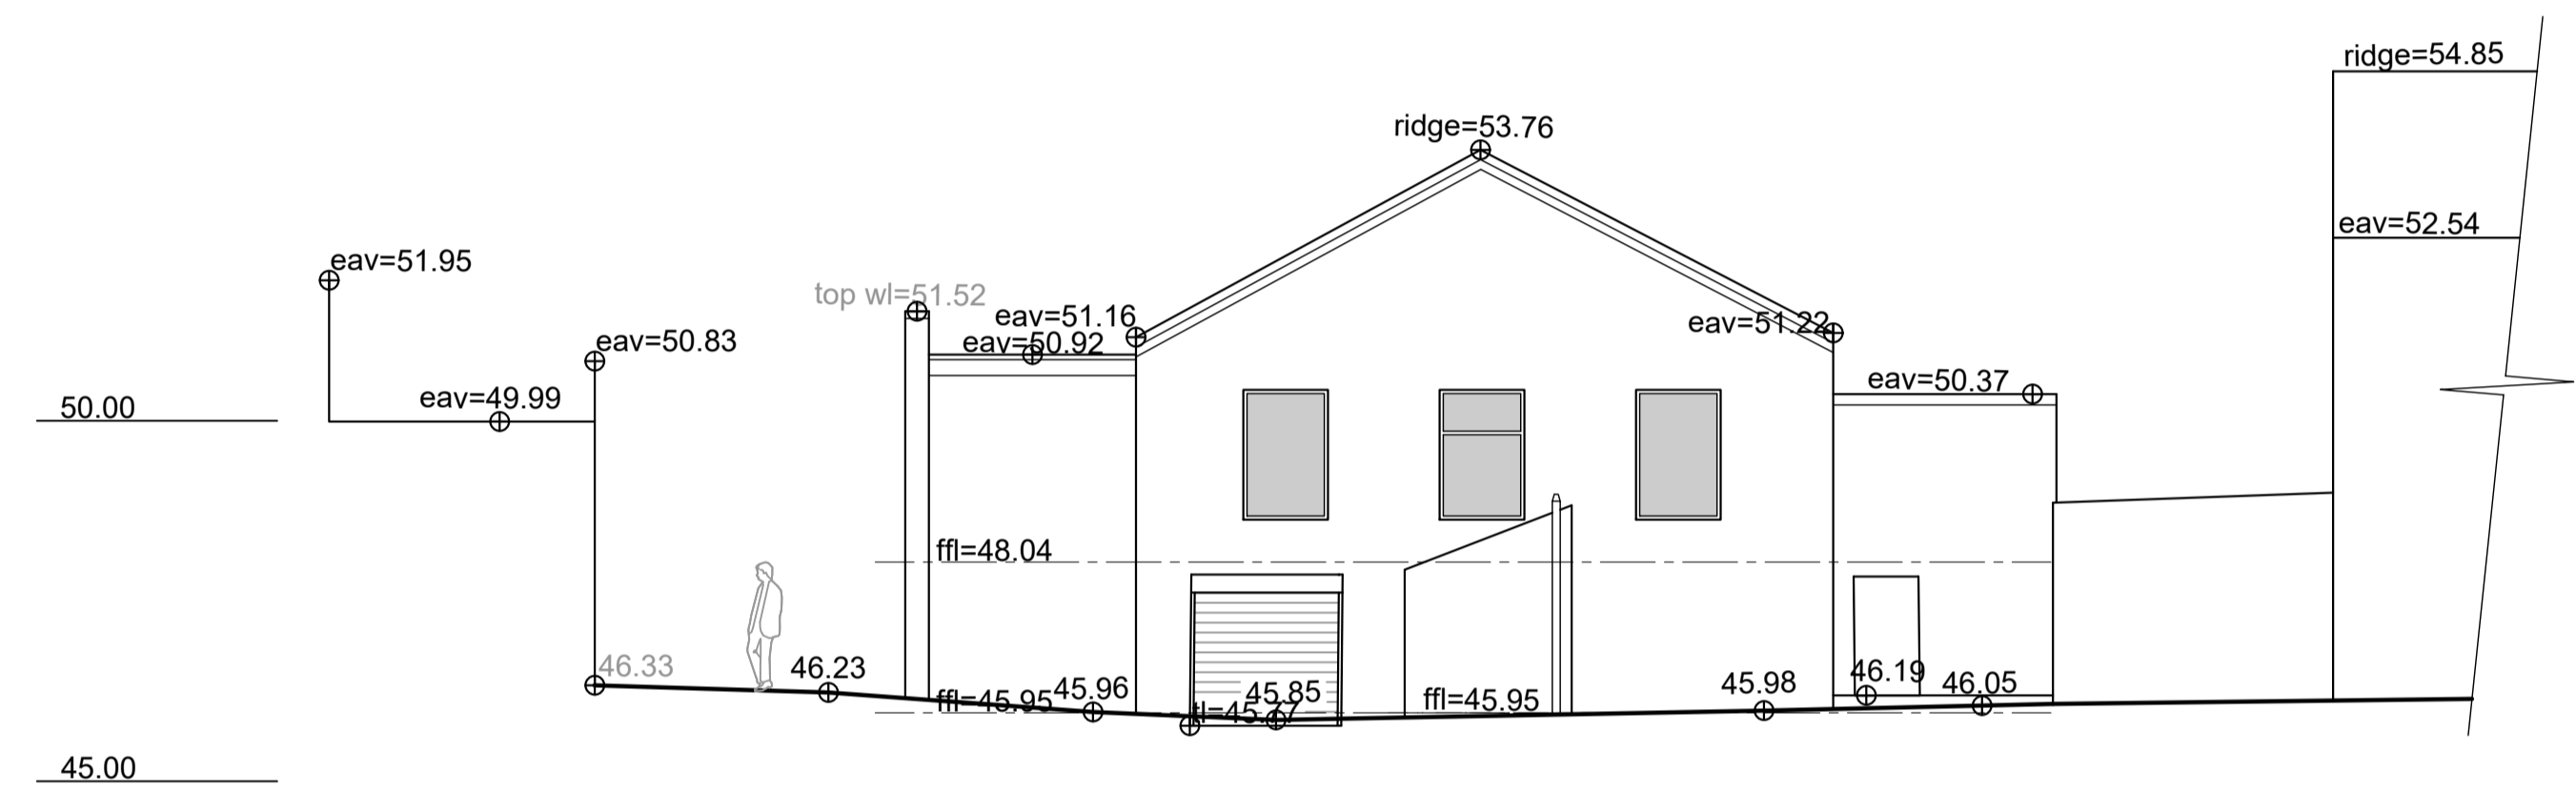 ridge=54.85
ridge=53.76
eav=52.54
eav=51.95
top wl=51.52
eav=51.16
eav=51.22
eav=50.83
eav=50.92
eav=50.37
eav=49.99
50.00
ffl=48.04
46.33
46.23
ffl=45.95
45.96
45.85
tl=45.77
ffl=45.95
45.98
46.19
46.05
45.00